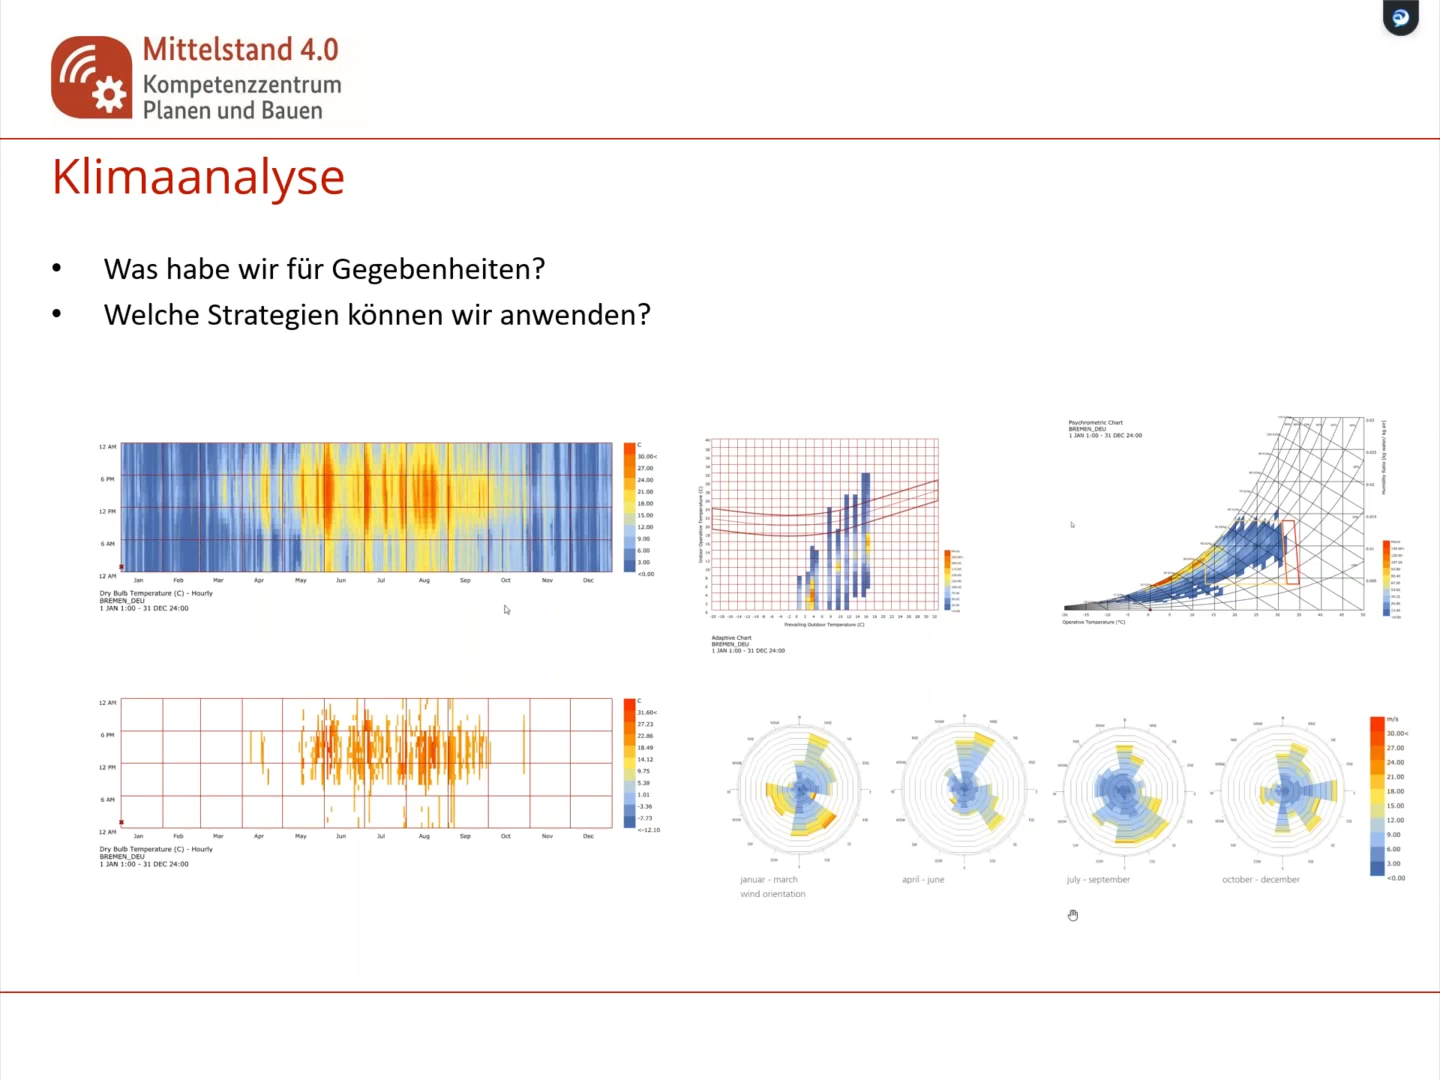 Mittelstand 4.0
Kompetenzzentrum
Planen und Bauen
Klimaanalyse
• Was habe wir für Gegebenheiten?
• Welche Strategien können wir anwenden?
12 AM
6 PM
12 PM
6 AM
12 AM
Jan Feb Mar Apr May Jun Jul Aug Sep Oct Nov Dec
C
30.00<
27.00
24.00
21.00
18.00
15.00
12.00
9.00
6.00
3.00
<0.00
Dry Bulb Temperature (C) - Hourly
BREMEN_DEU
1 JAN 1:00 - 31 DEC 24:00
Indoor Operative Temperature (C)
Prevailing Outdoor Temperature (C)
Adaptive Chart
BREMEN_DEU
1 JAN 1:00 - 31 DEC 24:00
Psychrometric Chart
BREMEN_DEU
1 JAN 1:00 - 31 DEC 24:00
Operative Temperature (°C)
12 AM
6 PM
12 PM
6 AM
12 AM
Jan Feb Mar Apr May Jun Jul Aug Sep Oct Nov Dec
C
31.60<
27.23
22.86
18.49
14.12
9.75
5.38
1.01
-3.36
-7.73
<-12.10
Dry Bulb Temperature (C) - Hourly
BREMEN_DEU
1 JAN 1:00 - 31 DEC 24:00
januar - march
wind orientation
april - june
july - september
october - december
m/s
30.00<
27.00
24.00
21.00
18.00
15.00
12.00
9.00
6.00
3.00
<0.00